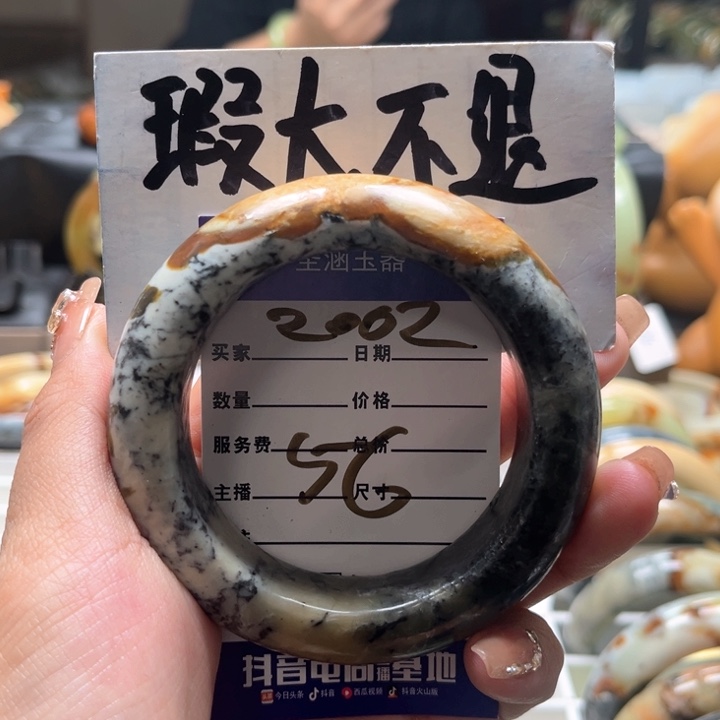 瑕大不退
全涵玉器
2002
买家 日期
数量 价格
服务费 总价
56
主播 尺寸
抖音电商直播基地
今日头条 抖音 西瓜视频 抖音火山版